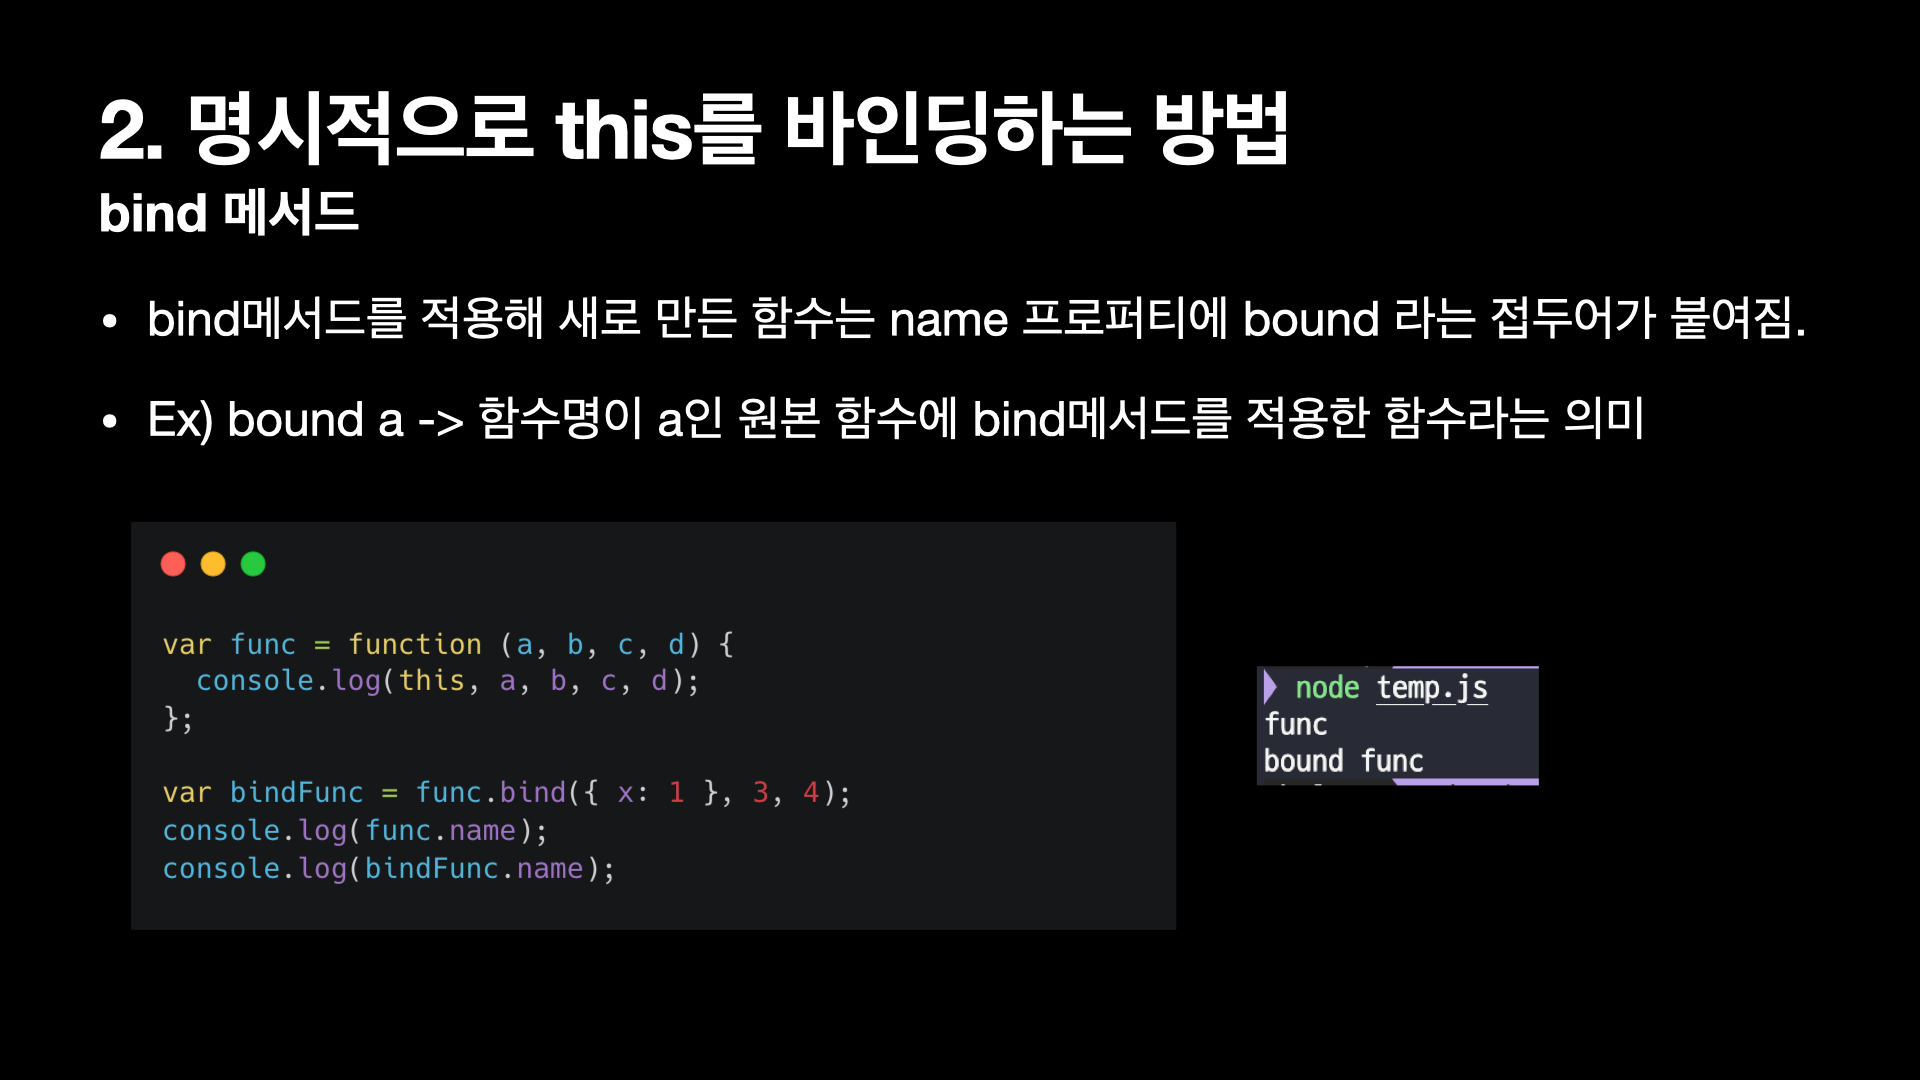 2. 명시적으로 this를 바인딩하는 방법
bind 메서드
• bind메서드를 적용해 새로 만든 함수는 name 프로퍼티에 bound 라는 접두어가 붙여짐.
• Ex) bound a -> 함수명이 a인 원본 함수에 bind메서드를 적용한 함수라는 의미
var func = function (a, b, c, d) {
  console.log(this, a, b, c, d);
};
var bindFunc = func.bind({ x: 1 }, 3, 4);
console.log(func.name);
console.log(bindFunc.name);
node temp.js
func
bound func